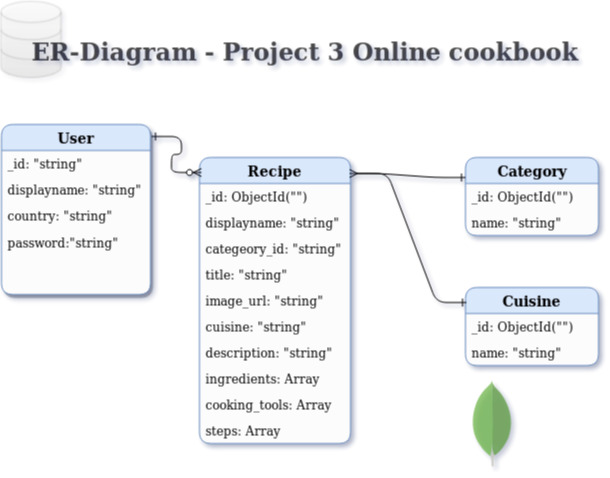 ER-Diagram - Project 3 Online cookbook
User
_id: "string"
displayname: "string"
country: "string"
password:"string"
Recipe
_id: ObjectId("")
displayname: "string"
categeory_id: "string"
title: "string"
image_url: "string"
cuisine: "string"
description: "string"
ingredients: Array
cooking_tools: Array
steps: Array
Category
_id: ObjectId("")
name: "string"
Cuisine
_id: ObjectId("")
name: "string"